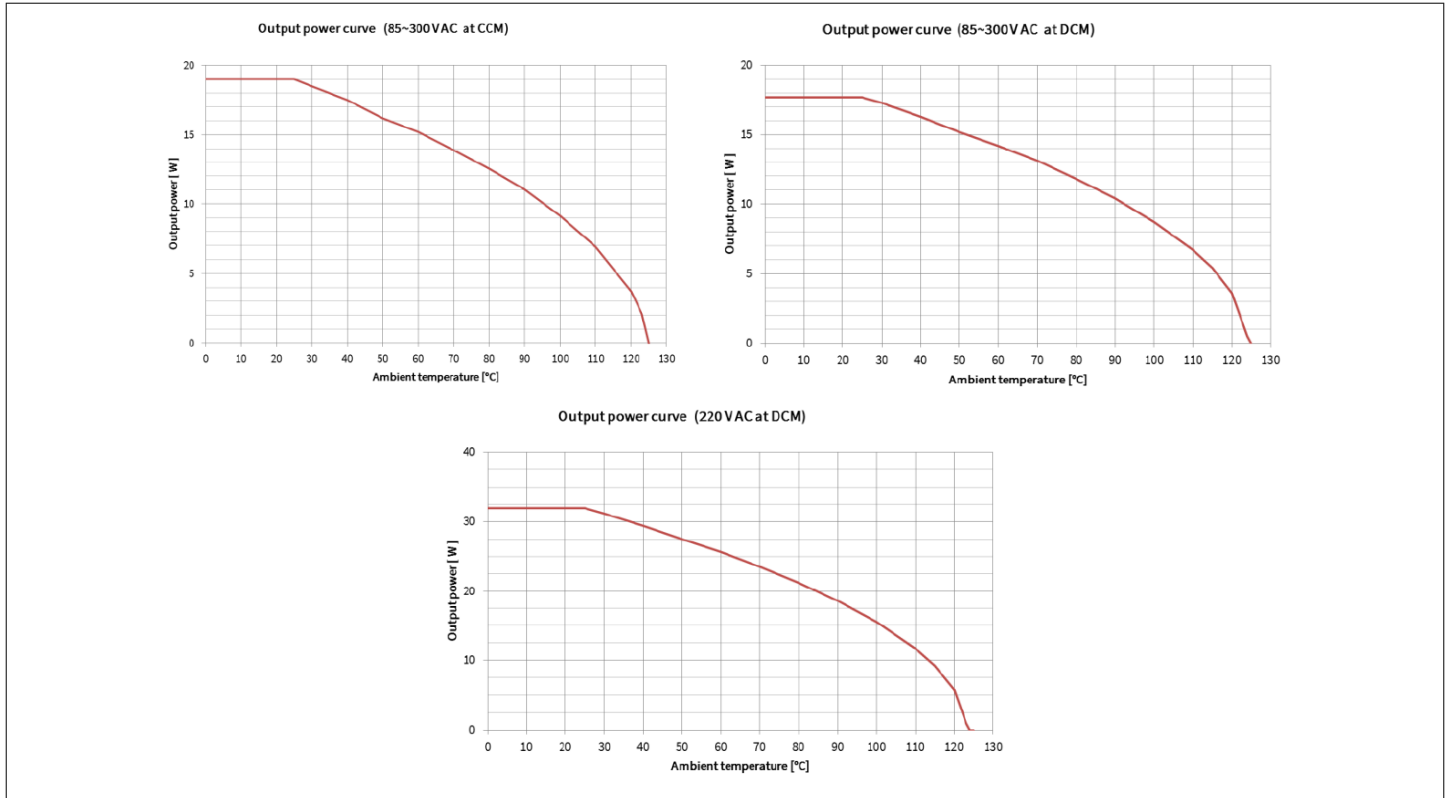 Output power curve (85~300 V AC at CCM)
20
15
10
5
0
Output power [ W]
0 10 20 30 40 50 60 70 80 90 100 110 120 130
Ambient temperature [°C]
Output power curve (85~300 V AC at DCM)
20
15
10
5
0
Output power [ W]
0 10 20 30 40 50 60 70 80 90 100 110 120 130
Ambient temperature [°C]
Output power curve (220 V AC at DCM)
40
30
20
10
0
Output power [ W]
0 10 20 30 40 50 60 70 80 90 100 110 120 130
Ambient temperature [°C]